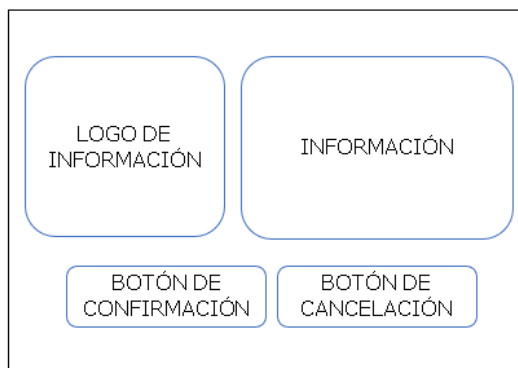 LOGO DE
INFORMACIÓN
INFORMACIÓN
BOTÓN DE
CONFIRMACIÓN
BOTÓN DE
CANCELACIÓN